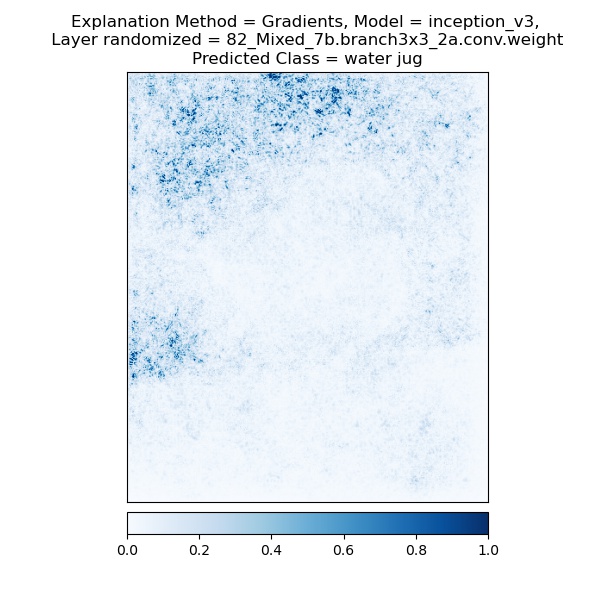 Explanation Method = Gradients, Model = inception_v3,
Layer randomized = 82_Mixed_7b.branch3x3_2a.conv.weight
Predicted Class = water jug
0.0 0.2 0.4 0.6 0.8 1.0